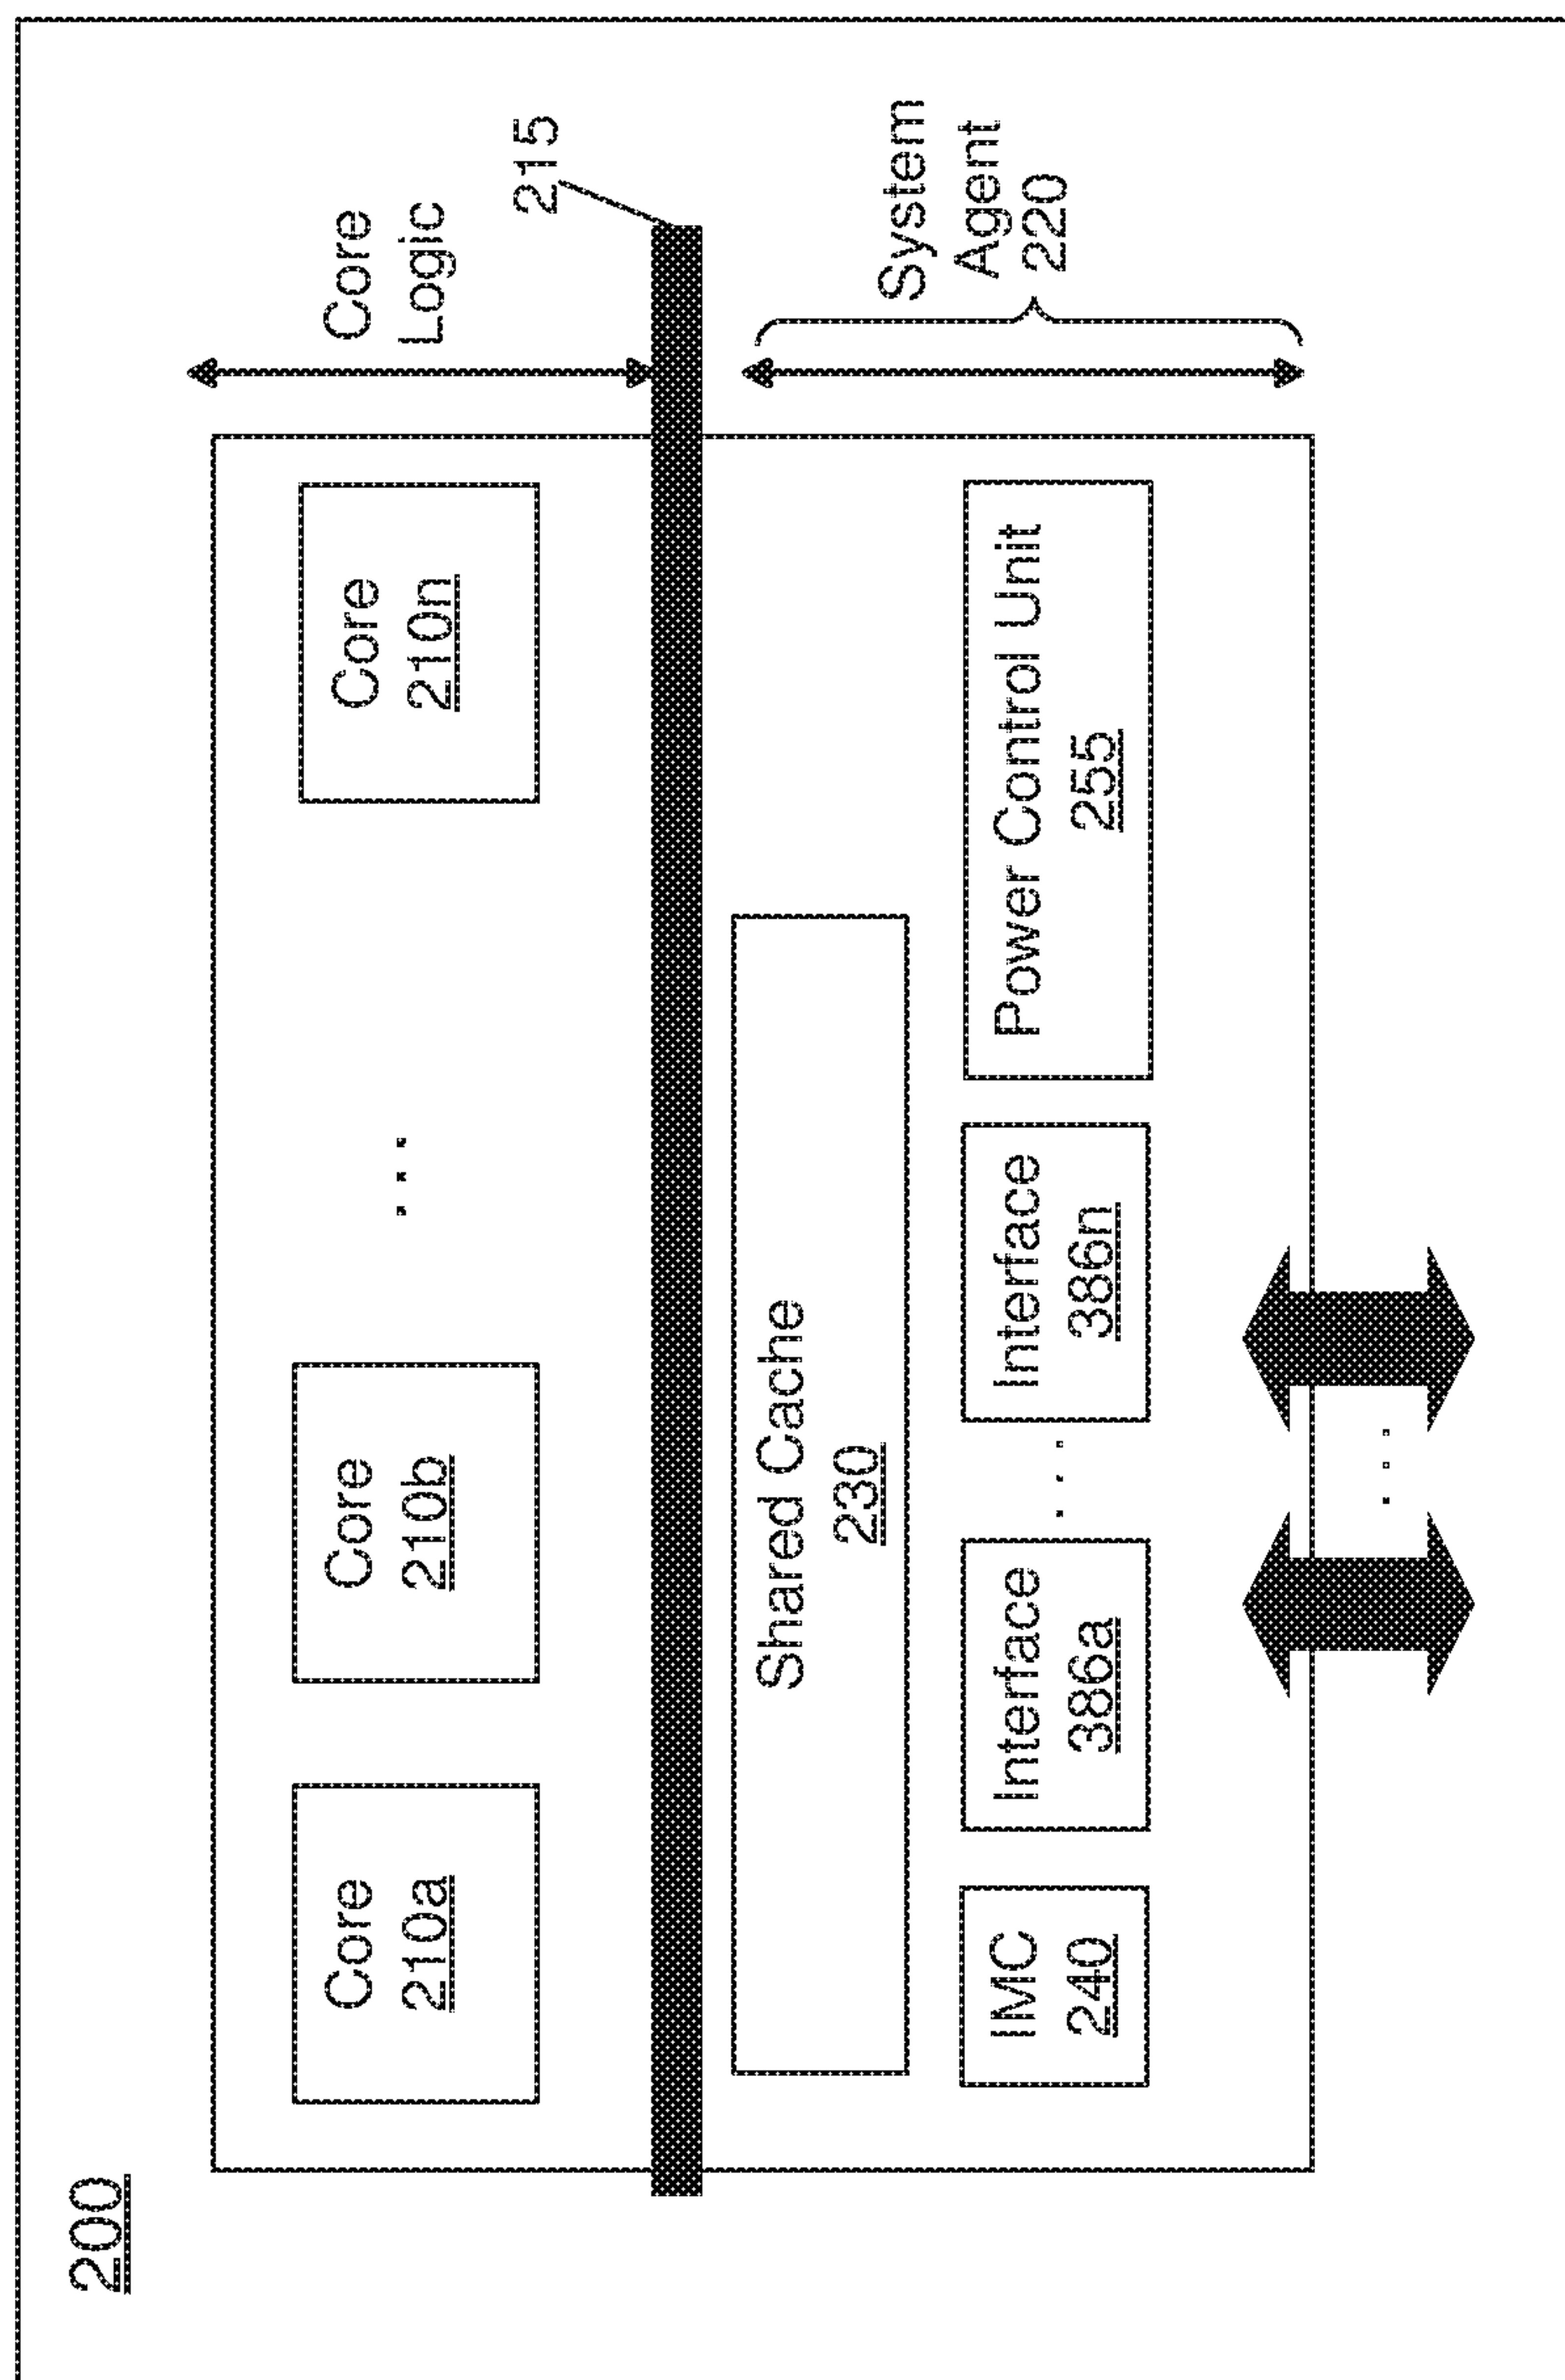 200
Core
210a
Core
210b
. . .
Core
210n
Core
Logic
215
Shared Cache
230
System
Agent
220
IMC
240
Interface
386a
. . .
Interface
386n
Power Control Unit
255
. . .